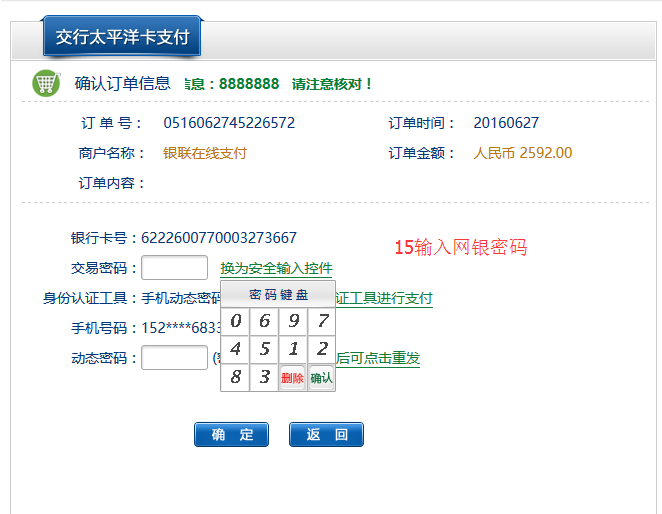 交行太平洋卡支付
确认订单信息 信息：8888888 请注意核对！
订 单 号： 0516062745226572 订单时间： 20160627
商户名称： 银联在线支付 订单金额： 人民币 2592.00
订单内容：
银行卡号：6222600770003273667
15输入网银密码
交易密码： 换为安全输入控件
身份认证工具：手机动态密码 证工具进行支付
密 码 键 盘
手机号码：152****6833
0 6 9 7
4 5 1 2
动态密码： 后可点击重发
8 3 删除 确认
确 定 返 回